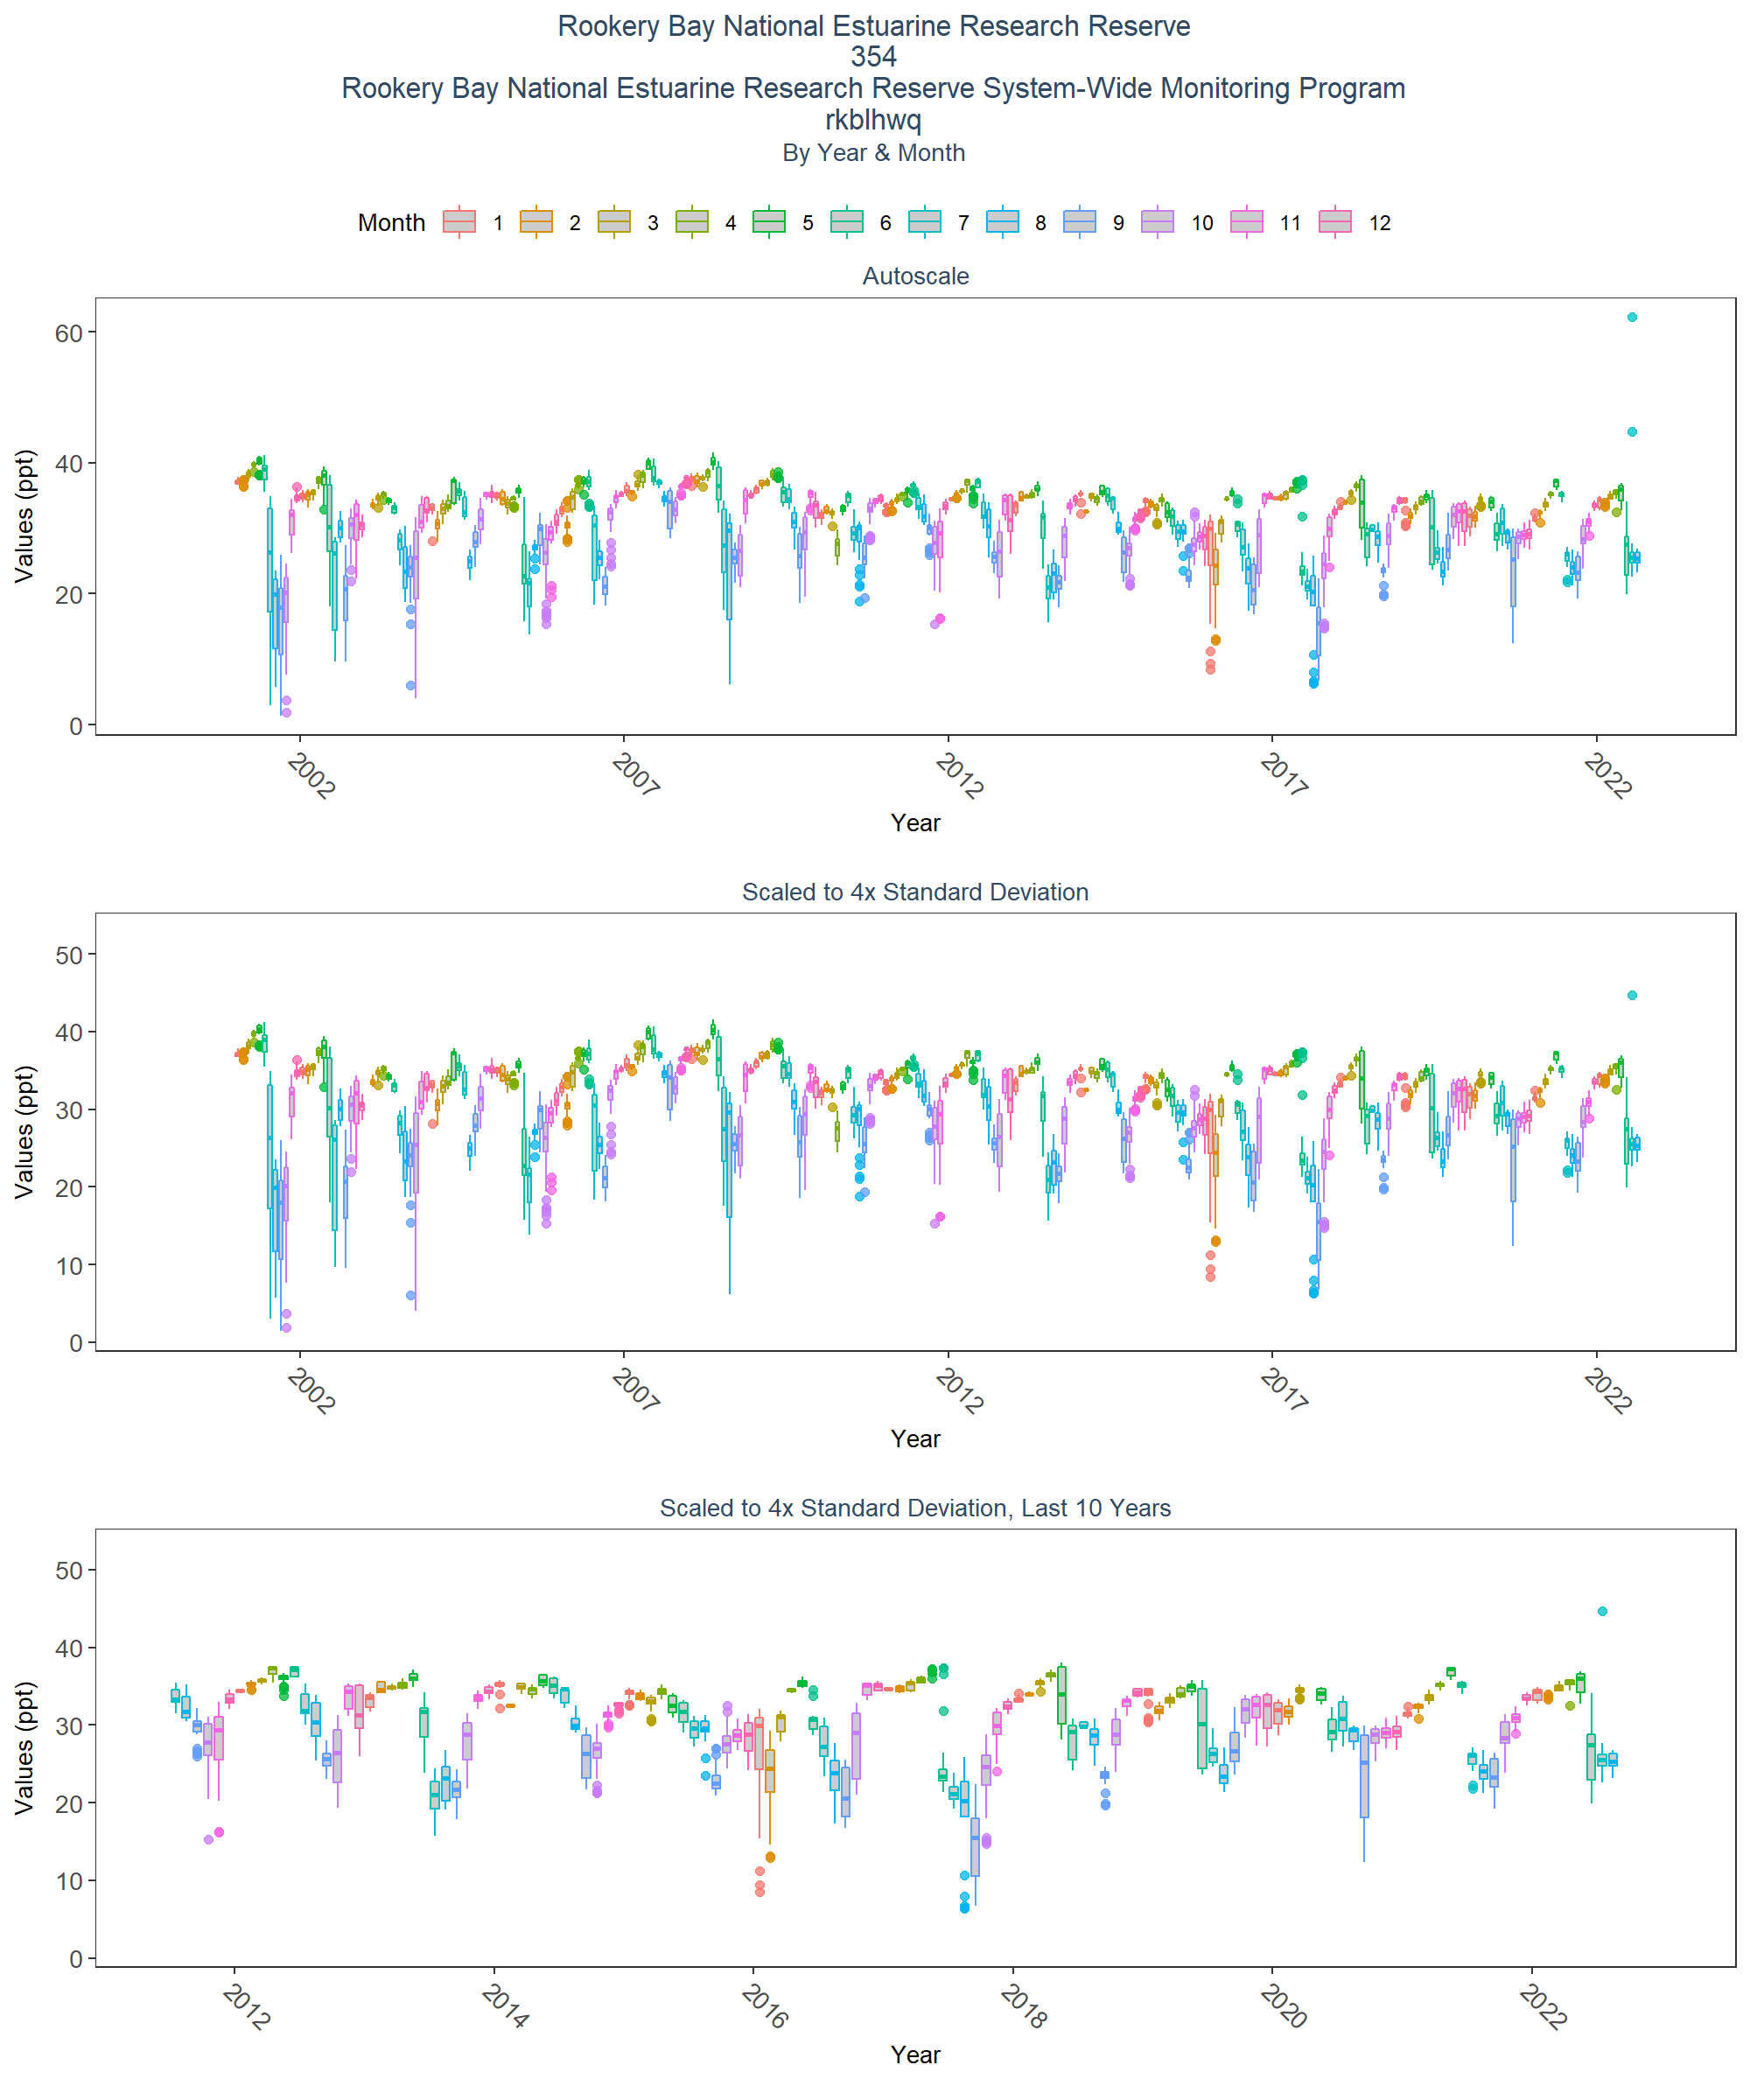 Rookery Bay National Estuarine Research Reserve
354
Rookery Bay National Estuarine Research Reserve System-Wide Monitoring Program
rkblhwq
By Year & Month
Month 1 2 3 4 5 6 7 8 9 10 11 12
Autoscale
Values (ppt)
60
40
20
0
2002 2007 2012 2017 2022
Year
Scaled to 4x Standard Deviation
Values (ppt)
50
40
30
20
10
0
2002 2007 2012 2017 2022
Year
Scaled to 4x Standard Deviation, Last 10 Years
Values (ppt)
50
40
30
20
10
0
2012 2014 2016 2018 2020 2022
Year